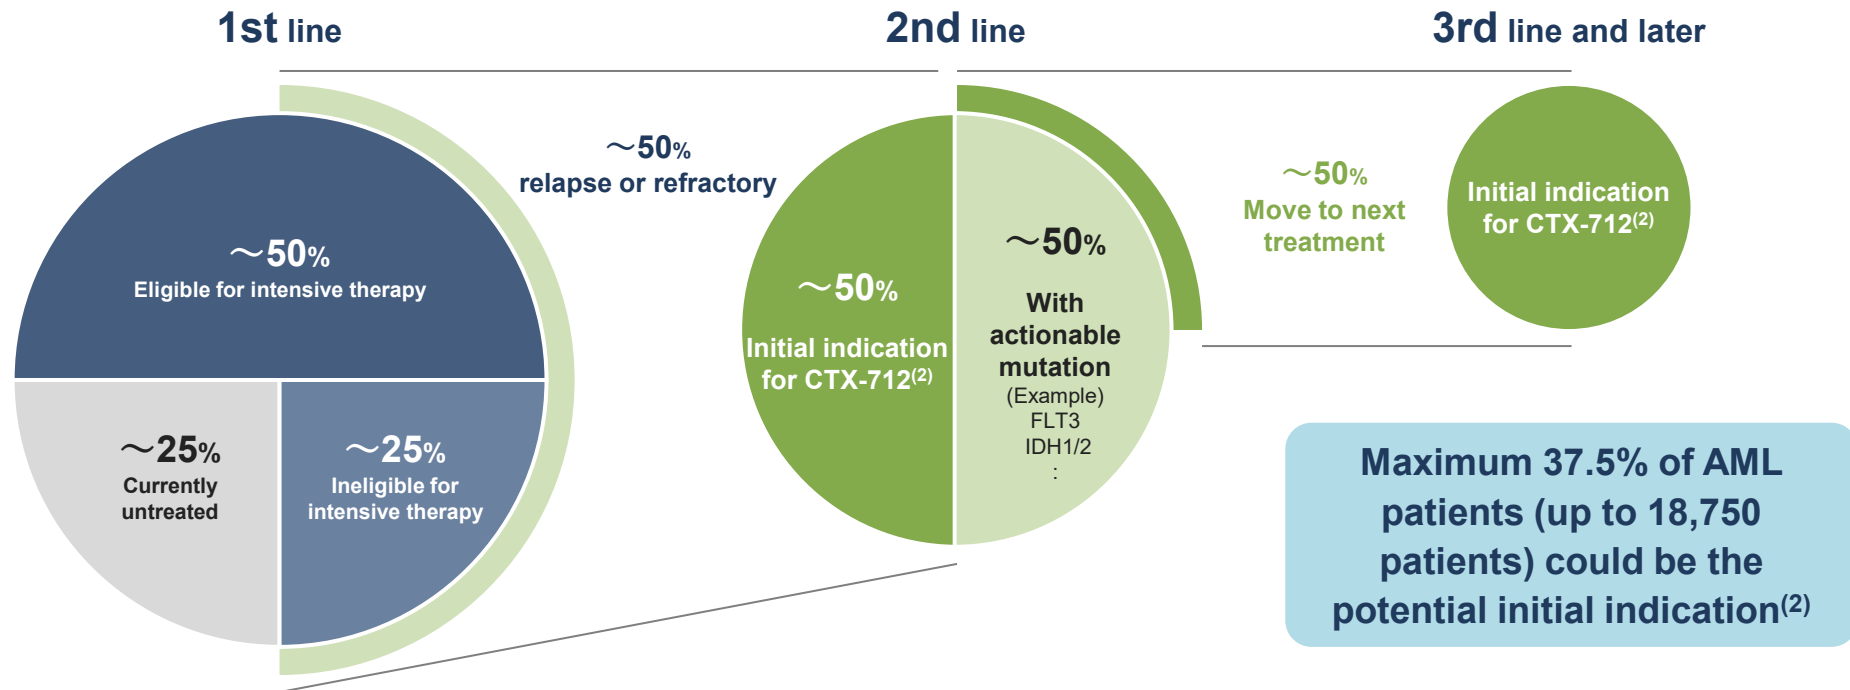 1st line
2nd line
3rd line and later
～50%
Eligible for intensive therapy
～25%
Currently
untreated
～25%
Ineligible for
intensive therapy
～50%
relapse or refractory
～50%
Initial indication
for CTX-712(2)
～50%
With
actionable
mutation
(Example)
FLT3
IDH1/2
:
～50%
Move to next
treatment
Initial indication
for CTX-712(2)
Maximum 37.5% of AML
patients (up to 18,750
patients) could be the
potential initial indication(2)